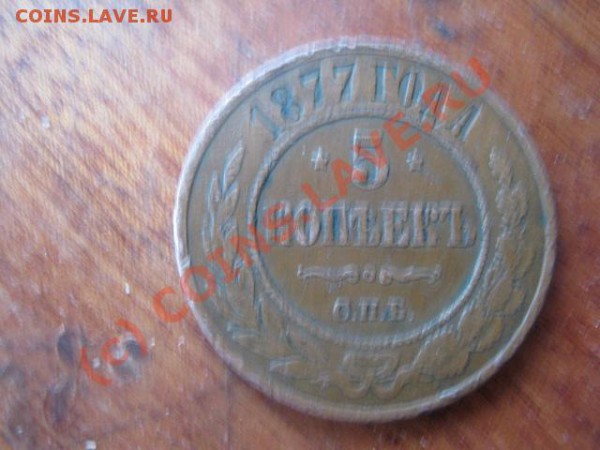 COINS.LAVE.RU
1877 ГОДА
5
КОПѢЕКЪ
С.П.Б.
(c) COINS.LAVE.RU